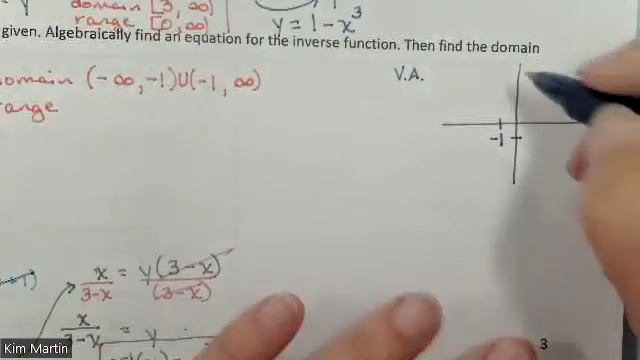 domain [3, ∞)
range [0, ∞)
y = 1 - x³
given. Algebraically find an equation for the inverse function. Then find the domain
domain (-∞, -1)∪(-1, ∞)
V.A.
range
-1
x/(3-x) = y(3-x)/(3-x)
x/(3-x) = y
3
Kim Martin